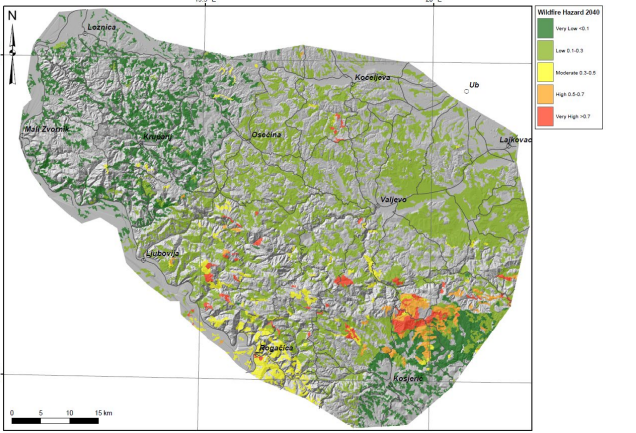 N
Wildfire Hazard 2040
Very Low <0.1
Low 0.1-0.3
Moderate 0.3-0.5
High 0.5-0.7
Very High >0.7
Loznica
Koceljeva
Ub
Mali Zvornik
Krupanj
Osečina
Lajkovac
Valjevo
Ljubovija
Rogačica
Kosjerić
0 5 10 15 km